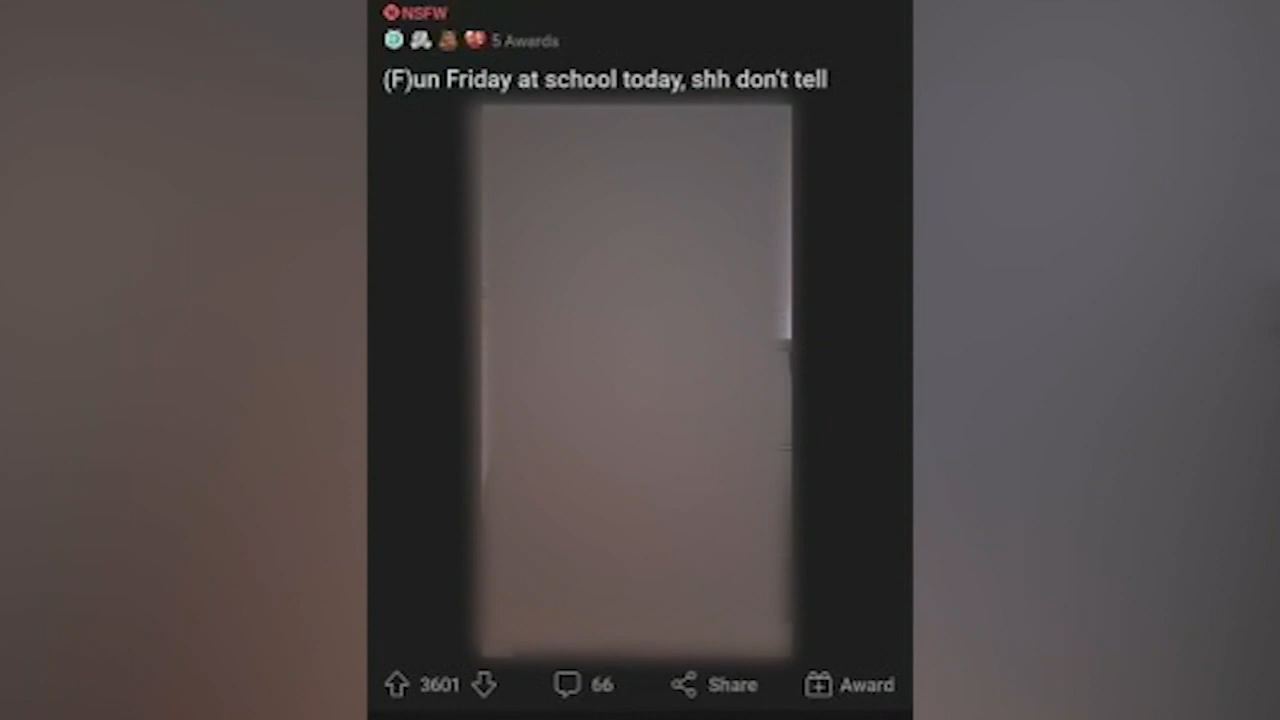 NSFW
5 Awards
(F)un Friday at school today, shh don't tell
3601 66 Share Award